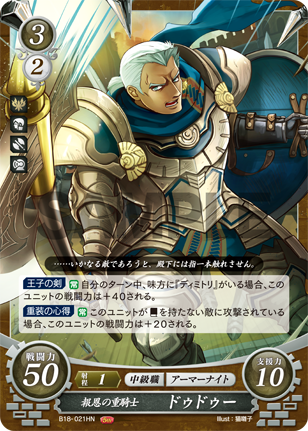 3
2
……いかなる敵であろうと、殿下には指一本触れさせん。
王子の剣 常 自分のターン中、味方に『ディミトリ』がいる場合、この
ユニットの戦闘力は＋40される。
重装の心得 常 このユニットが を持たない敵に攻撃されている
場合、このユニットの戦闘力は＋20される。
戦闘力
50
射程 1
中級職
アーマーナイト
支援力
10
報恩の重騎士
ドゥドゥー
B18-021HN
Illust：猫囃子